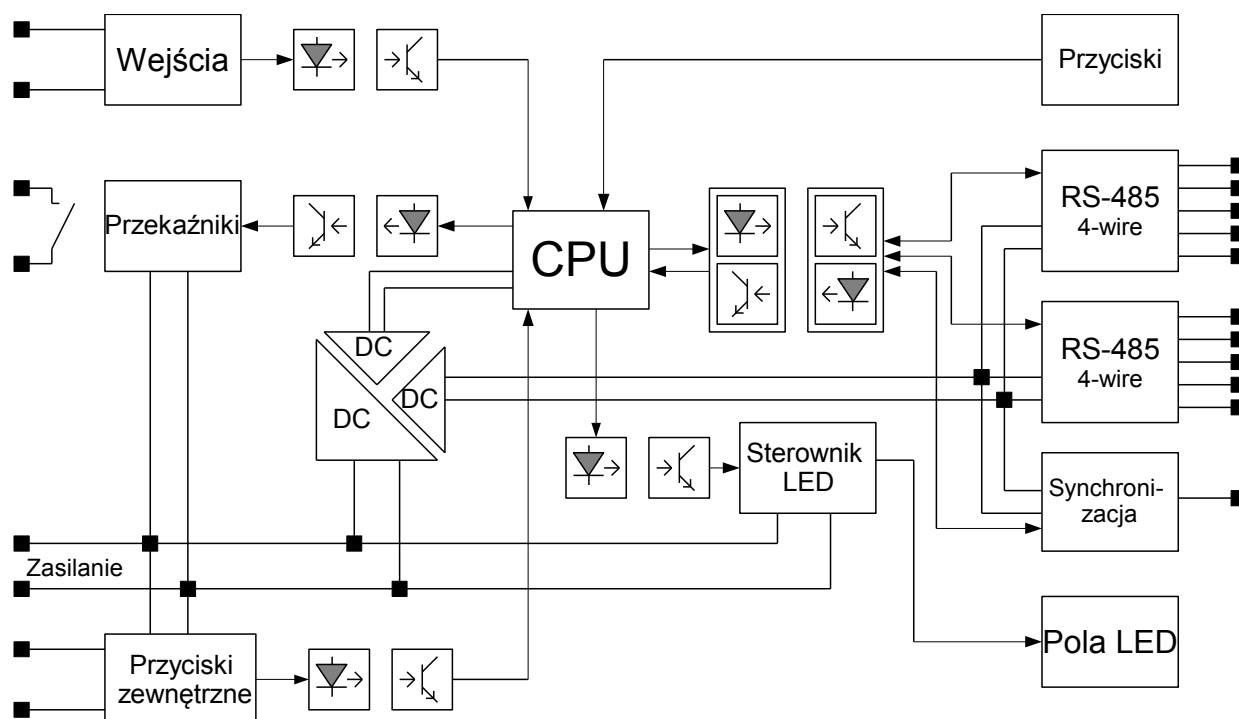 Wejścia
Przyciski
Przekaźniki
CPU
RS-485
4-wire
DC
DC
DC
RS-485
4-wire
Sterownik
LED
Synchroni-
zacja
Zasilanie
Pola LED
Przyciski
zewnętrzne